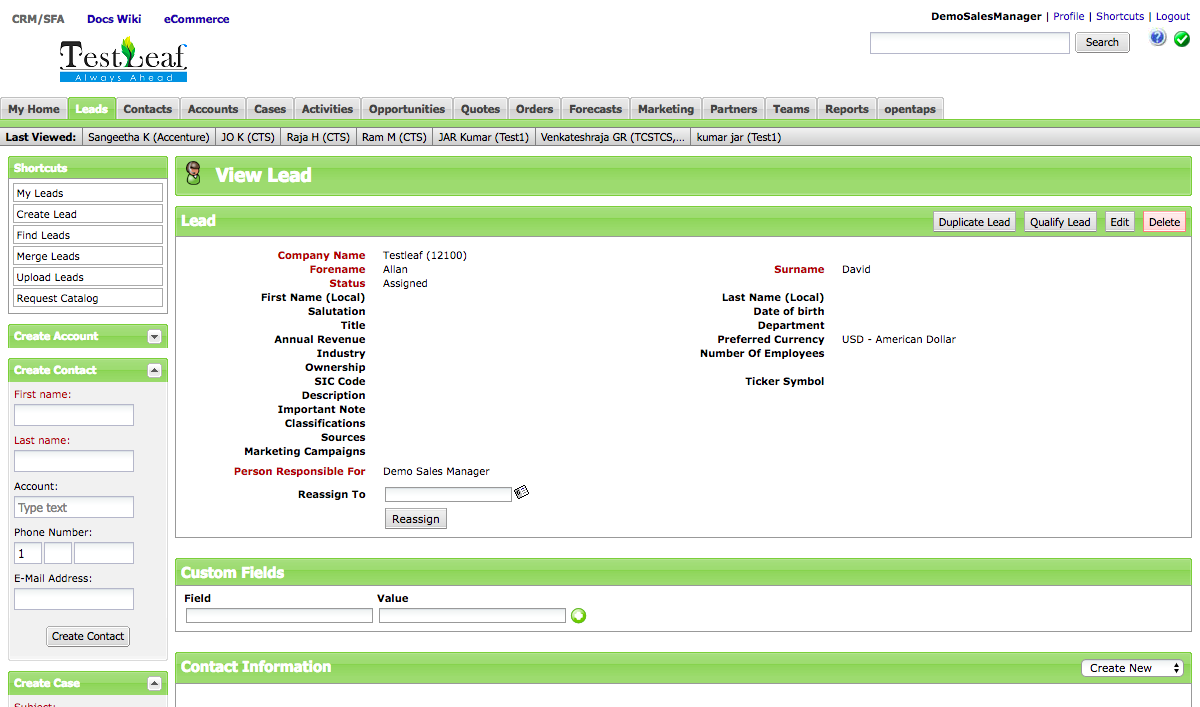 CRM/SFA Docs Wiki eCommerce
DemoSalesManager | Profile | Shortcuts | Logout
TestLeaf
Always Ahead
Search
My Home Leads Contacts Accounts Cases Activities Opportunities Quotes Orders Forecasts Marketing Partners Teams Reports opentaps
Last Viewed: Sangeetha K (Accenture) JO K (CTS) Raja H (CTS) Ram M (CTS) JAR Kumar (Test1) Venkateshraja GR (TCSTCS,... kumar jar (Test1)
Shortcuts
My Leads
Create Lead
Find Leads
Merge Leads
Upload Leads
Request Catalog
Create Account
Create Contact
First name:
Last name:
Account:
Type text
Phone Number:
1
E-Mail Address:
Create Contact
Create Case
Subject:
View Lead
Lead
Duplicate Lead Qualify Lead Edit Delete
Company Name Testleaf (12100)
Forename Allan Surname David
Status Assigned
First Name (Local) Last Name (Local)
Salutation Date of birth
Title Department
Annual Revenue Preferred Currency USD - American Dollar
Industry Number Of Employees
Ownership
SIC Code Ticker Symbol
Description
Important Note
Classifications
Sources
Marketing Campaigns
Person Responsible For Demo Sales Manager
Reassign To
Reassign
Custom Fields
Field Value
Contact Information Create New